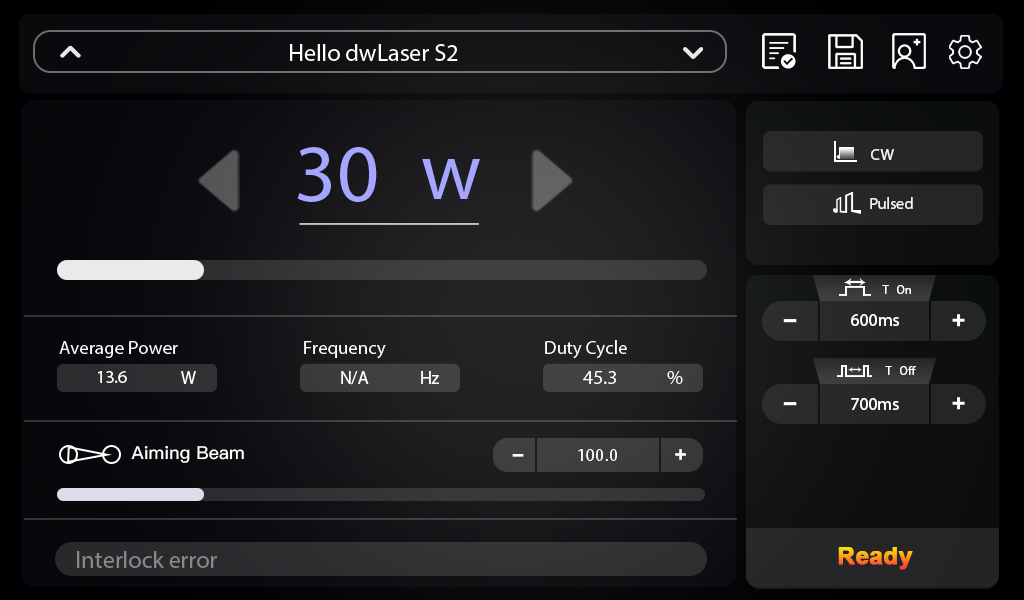 Hello dwLaser S2
30 W
CW
Pulsed
T On
− 600ms +
T Off
− 700ms +
Average Power
13.6 W
Frequency
N/A Hz
Duty Cycle
45.3 %
Aiming Beam
− 100.0 +
Interlock error
Ready